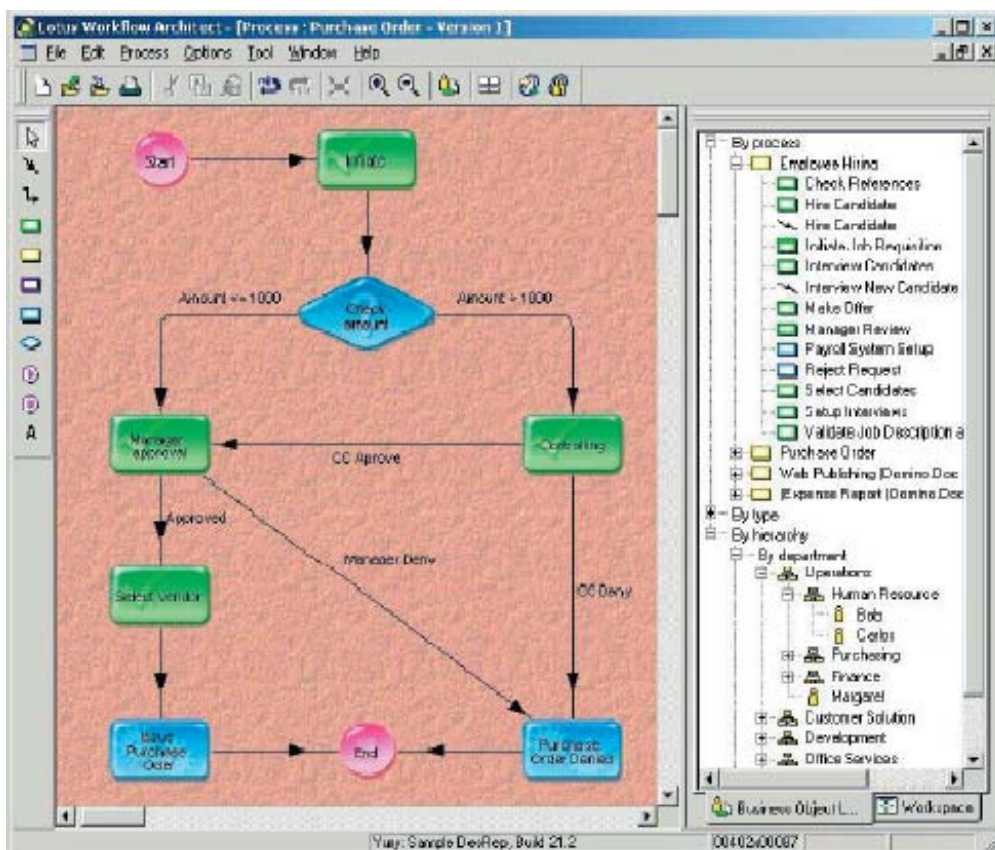 Lotus Workflow Architect - [Process : Purchase Order - Version 1]
File Edit Process Options Tool Window Help
Start
Initiate
Amount <= 1000
Check
amount
Amount > 1000
Manager
approval
CC Aprove
Controlling
Approved
Manager Deny
CC Deny
Select vendor
Issue
Purchase
Oder
End
Purchase
Order Denied
A
By process
Employee Hiring
Check References
Hire Candidate
Hire Candidate
Initiate Job Requisition
Interview Candidates
Interview New Candidate
Make Offer
Manager Review
Payroll System Setup
Reject Request
Select Candidates
Setup Interviews
Validate Job Description a
Purchase Order
Web Publishing (Domino.Doc
(Expense Report (Domino.Doc
By type
By hierarchy
By department
Operations
Human Resource
Bob
Carlos
Purchasing
Finance
Margaret
Customer Solution
Development
Office Services
Business Object L...
Workspace
Sample DesRep, Build 21.2